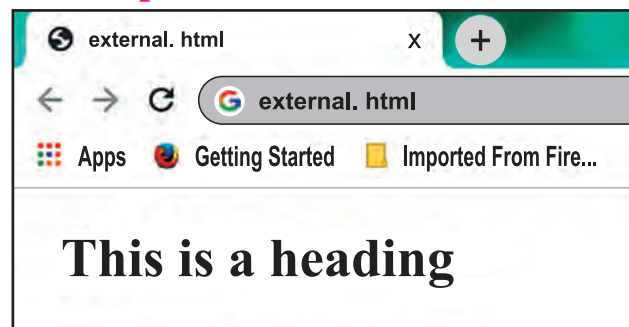 external. html x +
external. html
Apps Getting Started Imported From Fire...
This is a heading